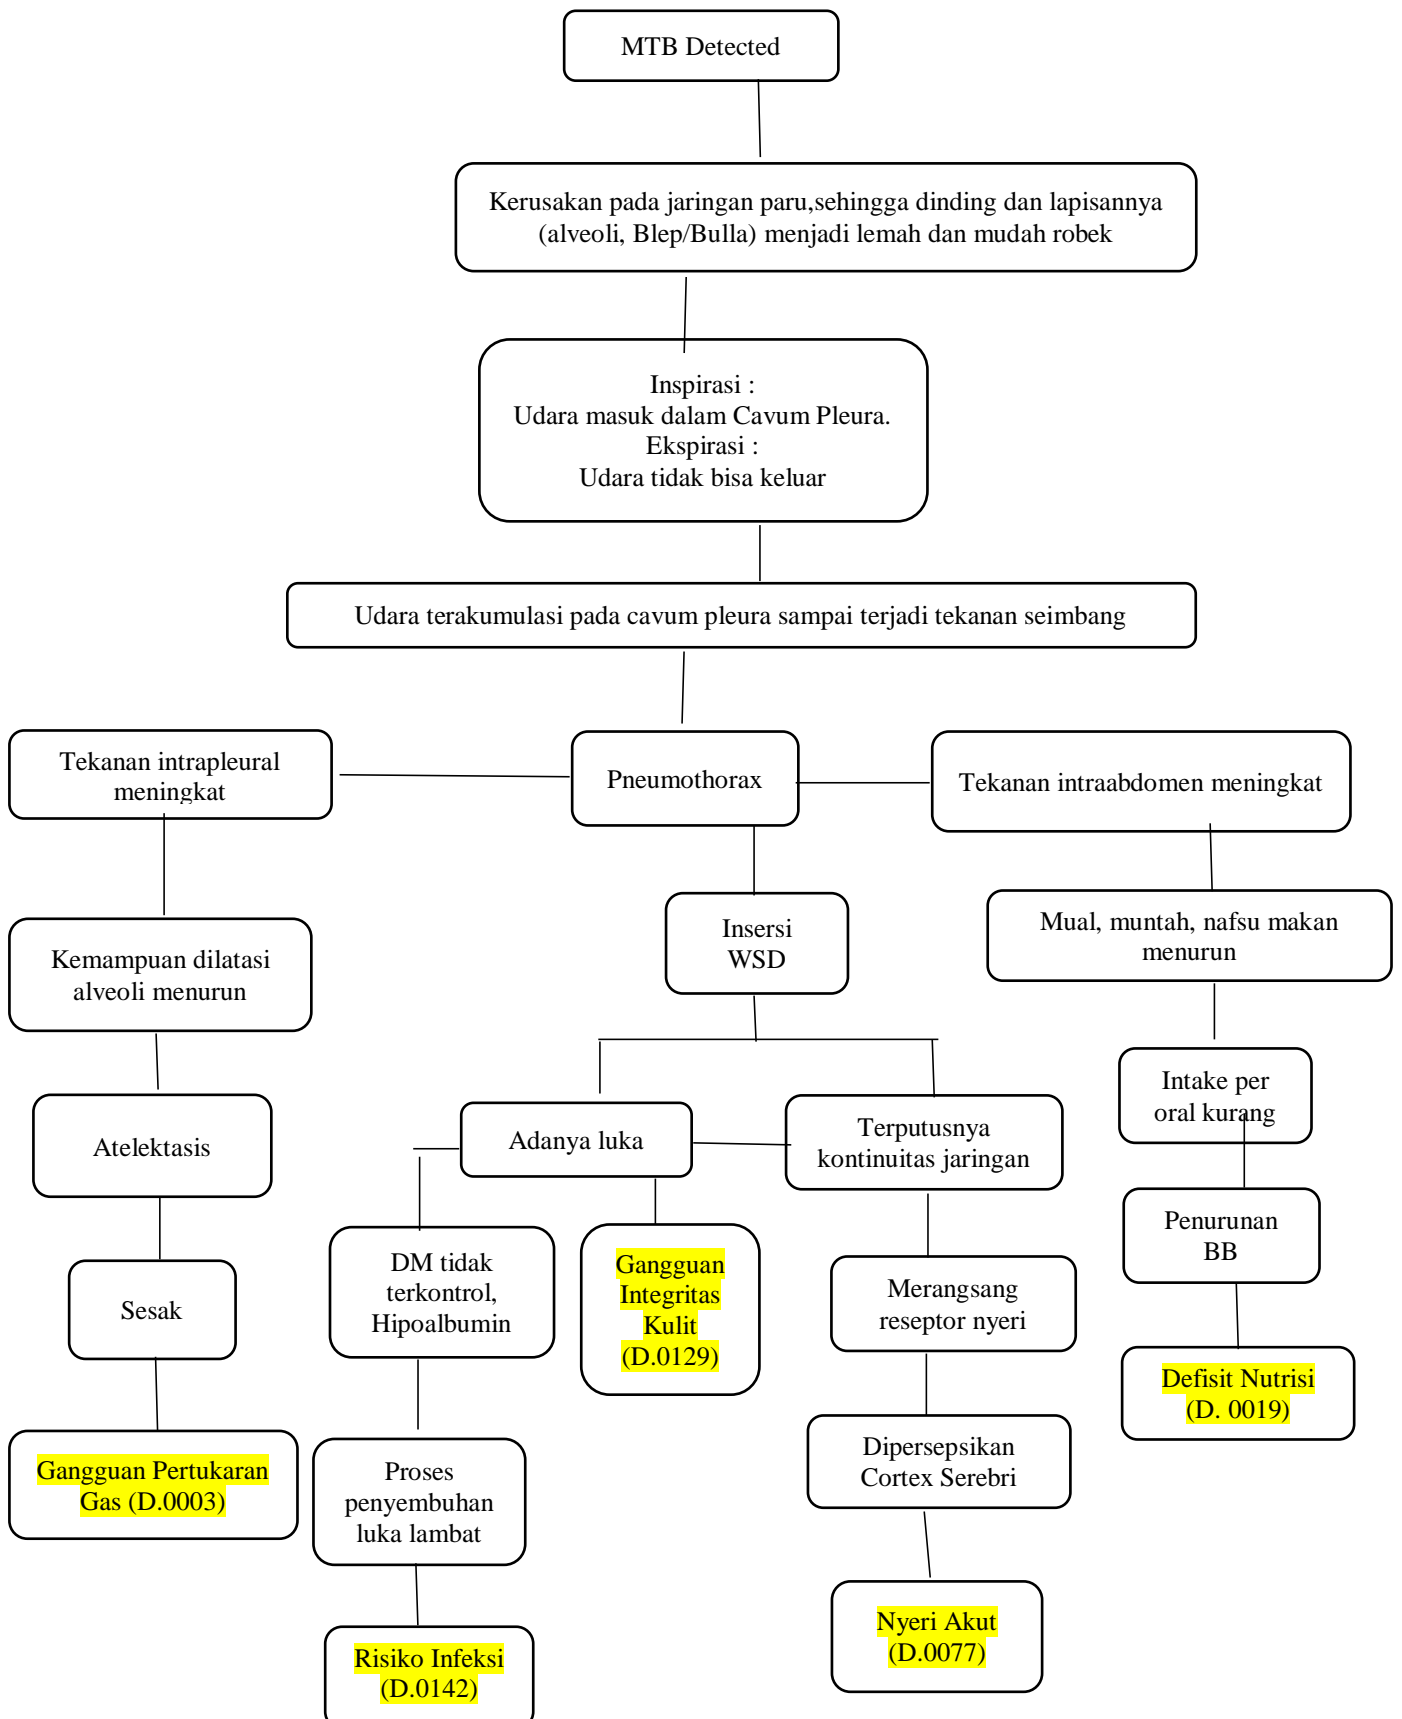 MTB Detected
Kerusakan pada jaringan paru,sehingga dinding dan lapisannya
(alveoli, Blep/Bulla) menjadi lemah dan mudah robek
Inspirasi :
Udara masuk dalam Cavum Pleura.
Ekspirasi :
Udara tidak bisa keluar
Udara terakumulasi pada cavum pleura sampai terjadi tekanan seimbang
Tekanan intrapleural
meningkat
Pneumothorax
Tekanan intraabdomen meningkat
Kemampuan dilatasi
alveoli menurun
Insersi
WSD
Mual, muntah, nafsu makan
menurun
Atelektasis
Adanya luka
Terputusnya
kontinuitas jaringan
Intake per
oral kurang
Sesak
DM tidak
terkontrol,
Hipoalbumin
Gangguan
Integritas
Kulit
(D.0129)
Merangsang
reseptor nyeri
Penurunan
BB
Gangguan Pertukaran
Gas (D.0003)
Proses
penyembuhan
luka lambat
Dipersepsikan
Cortex Serebri
Defisit Nutrisi
(D. 0019)
Risiko Infeksi
(D.0142)
Nyeri Akut
(D.0077)